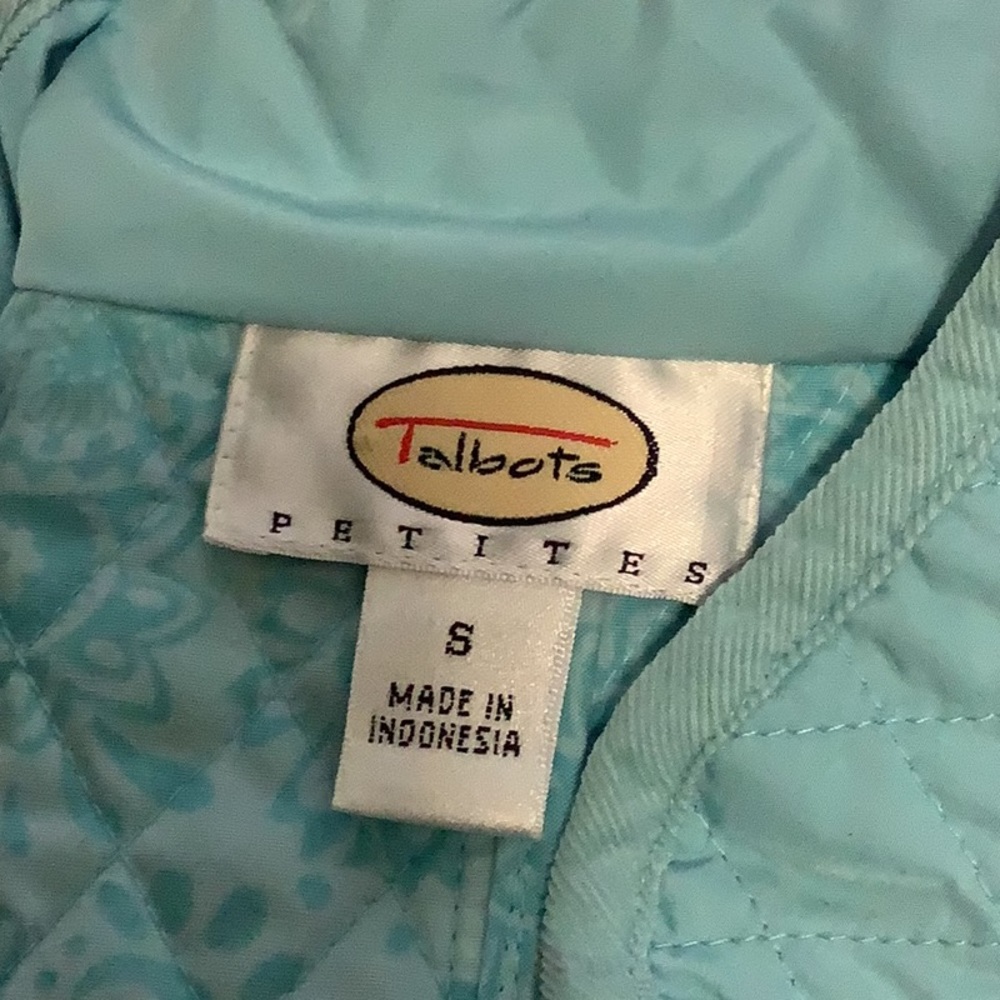 Talbots
PETITES
S
MADE IN
INDONESIA